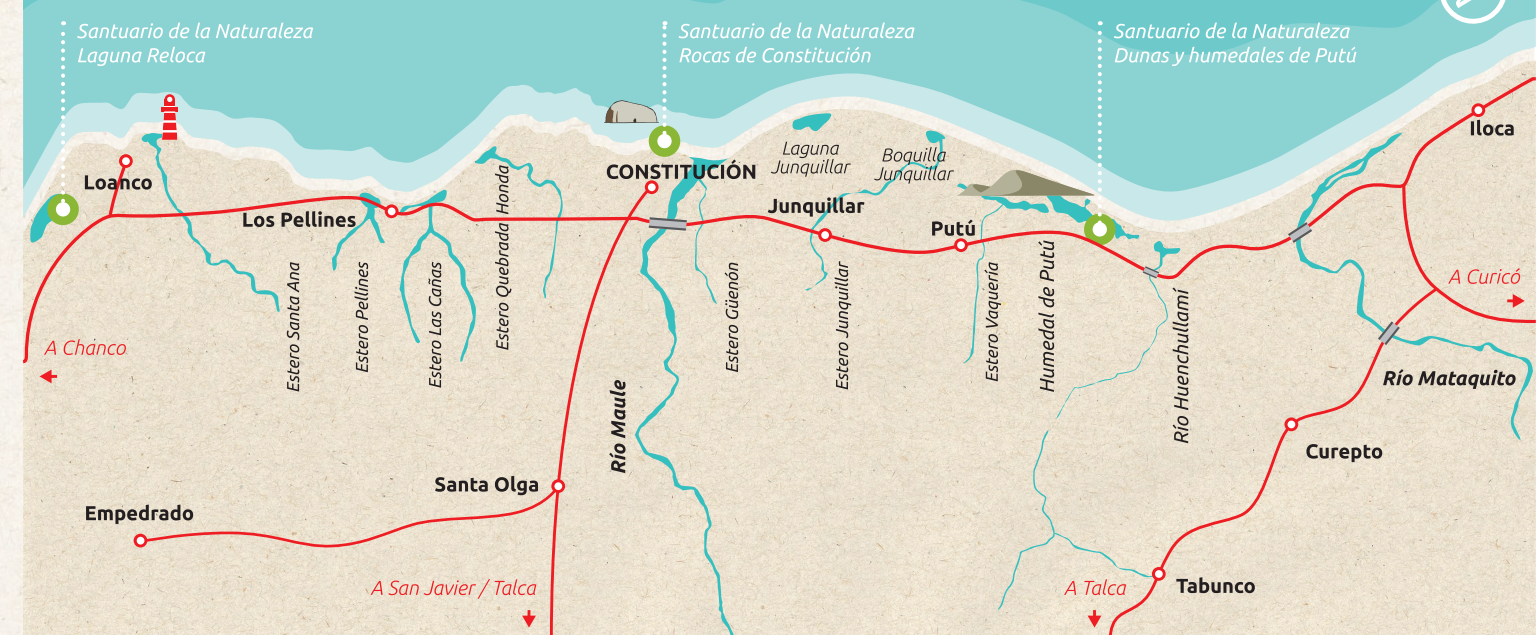 Santuario de la Naturaleza
Laguna Reloca
Santuario de la Naturaleza
Rocas de Constitución
Santuario de la Naturaleza
Dunas y humedales de Putú
Iloca
Laguna
Junquillar
Boquilla
Junquillar
CONSTITUCIÓN
Loanco
Los Pellines
Estero Quebrada Honda
Junquillar
Putú
A Curicó
Estero Santa Ana
Estero Pellines
Estero Las Cañas
Estero Güenón
Estero Junquillar
Estero Vaquería
Humedal de Putú
Río Huenchullamí
A Chanco
Río Maule
Río Mataquito
Curepto
Santa Olga
Empedrado
A San Javier / Talca
A Talca
Tabunco